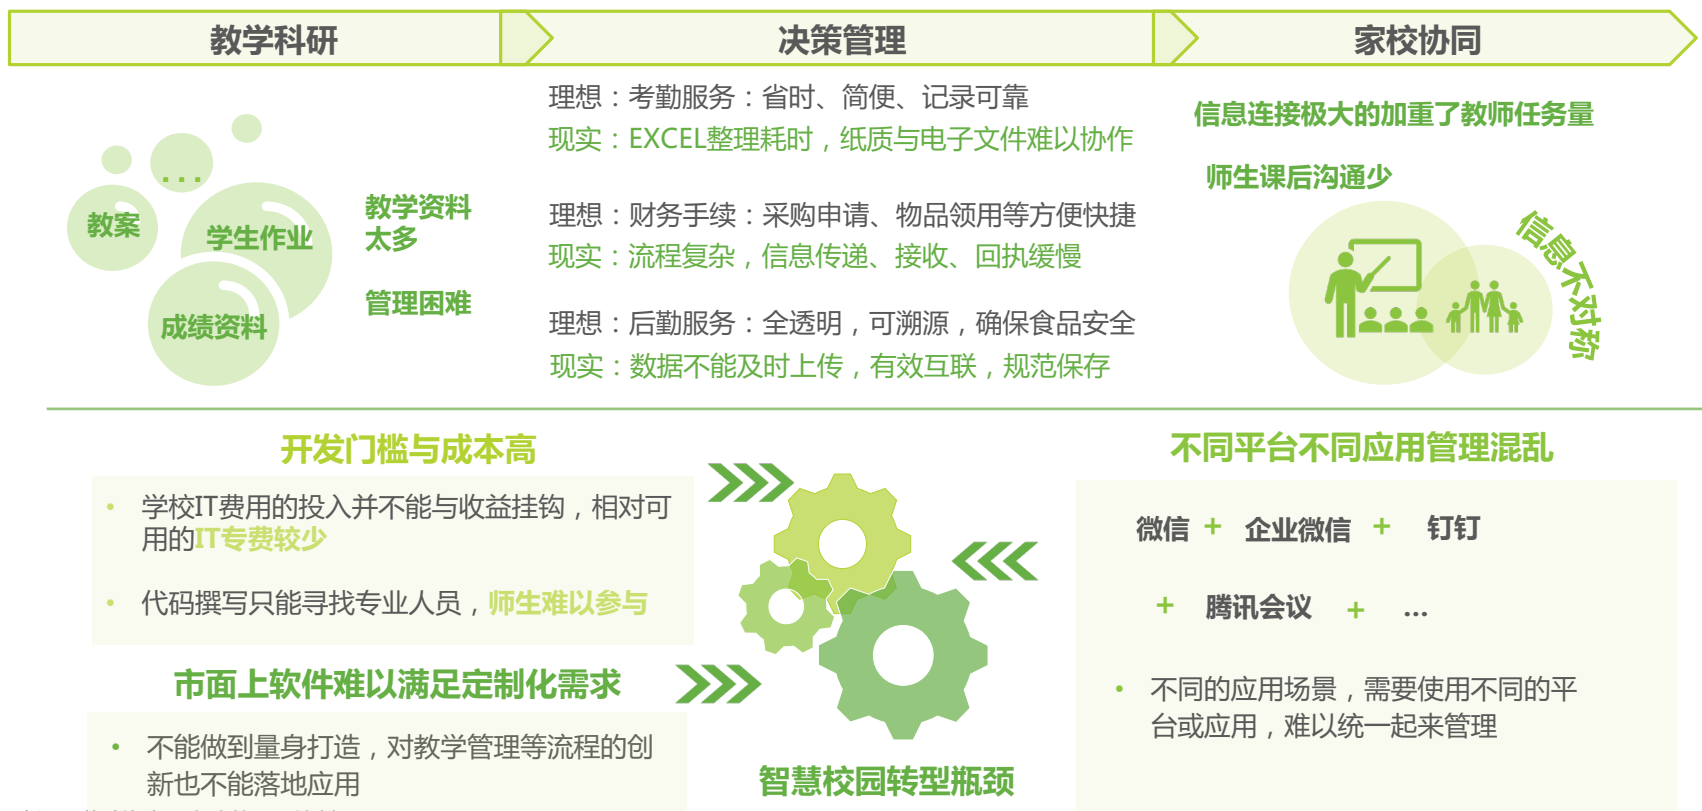 教学科研
决策管理
家校协同
...
教案
学生作业
成绩资料
教学资料
太多
管理困难
理想：考勤服务：省时、简便、记录可靠
现实：EXCEL整理耗时，纸质与电子文件难以协作
理想：财务手续：采购申请、物品领用等方便快捷
现实：流程复杂，信息传递、接收、回执缓慢
理想：后勤服务：全透明，可溯源，确保食品安全
现实：数据不能及时上传，有效互联，规范保存
信息连接极大的加重了教师任务量
师生课后沟通少
信息不对称
开发门槛与成本高
• 学校IT费用的投入并不能与收益挂钩，相对可
用的IT专费较少
• 代码撰写只能寻找专业人员，师生难以参与
市面上软件难以满足定制化需求
• 不能做到量身打造，对教学管理等流程的创
新也不能落地应用
智慧校园转型瓶颈
不同平台不同应用管理混乱
微信 + 企业微信 + 钉钉
+ 腾讯会议 + ...
• 不同的应用场景，需要使用不同的平
台或应用，难以统一起来管理